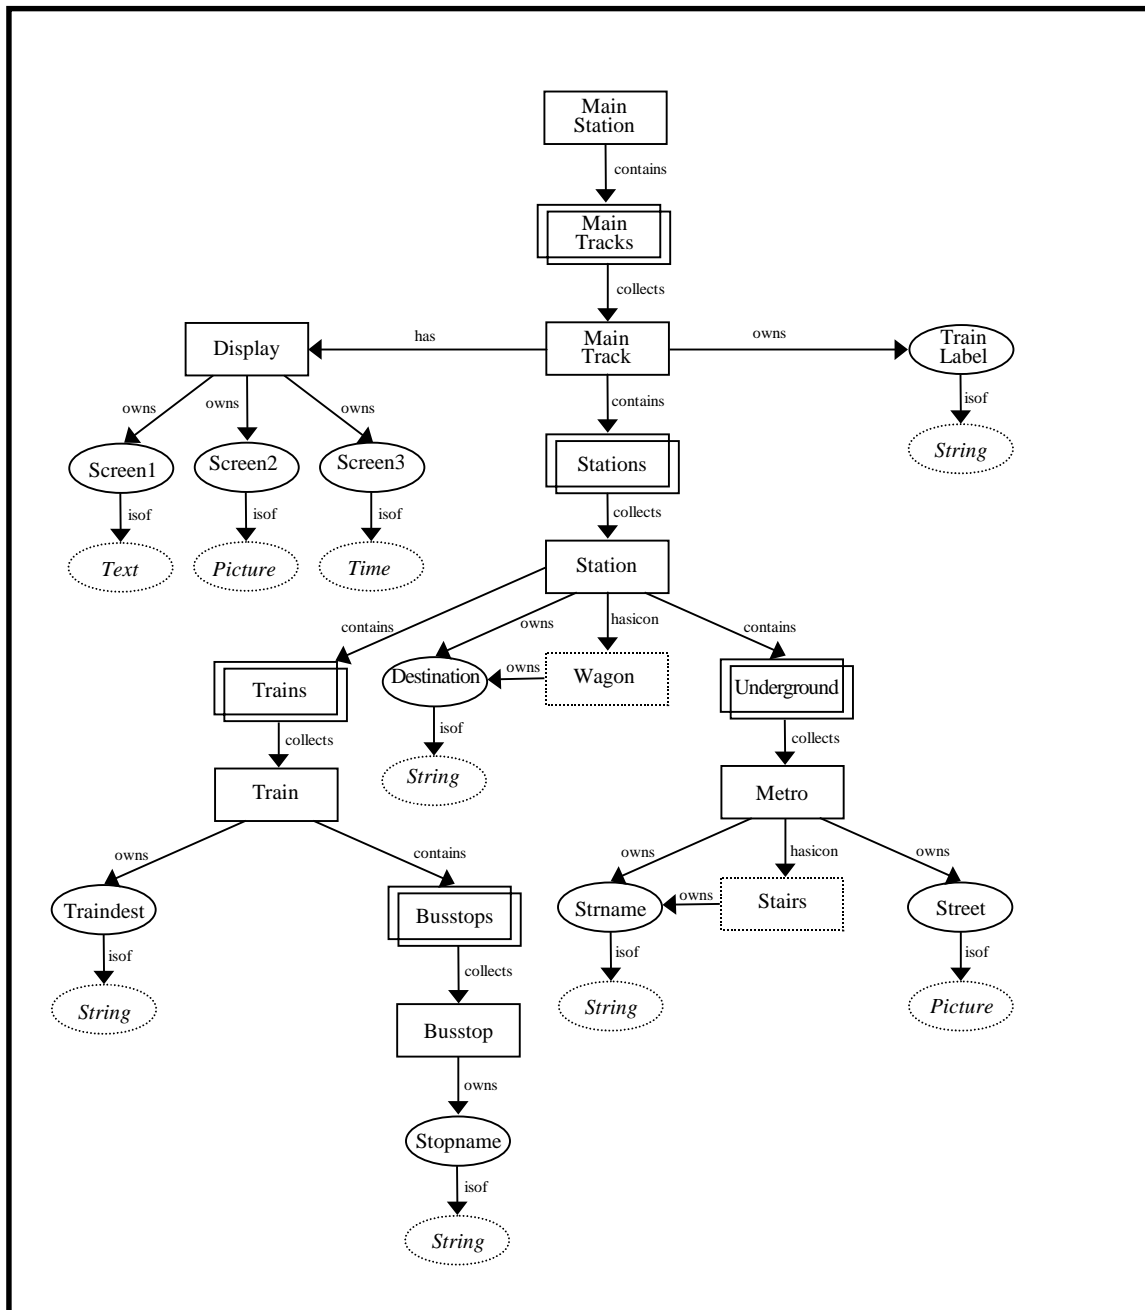 Main
Station
contains
Main
Tracks
collects
Display
has
Main
Track
owns
Train
Label
owns
owns
owns
contains
isof
Screen1
Screen2
Screen3
Stations
String
isof
isof
isof
collects
Text
Picture
Time
Station
contains
owns
hasicon
contains
Trains
Destination
owns
Wagon
Underground
collects
isof
collects
Train
String
Metro
owns
contains
owns
hasicon
owns
Traindest
Busstops
Strname
owns
Stairs
Street
isof
collects
isof
isof
String
Busstop
String
Picture
owns
Stopname
isof
String